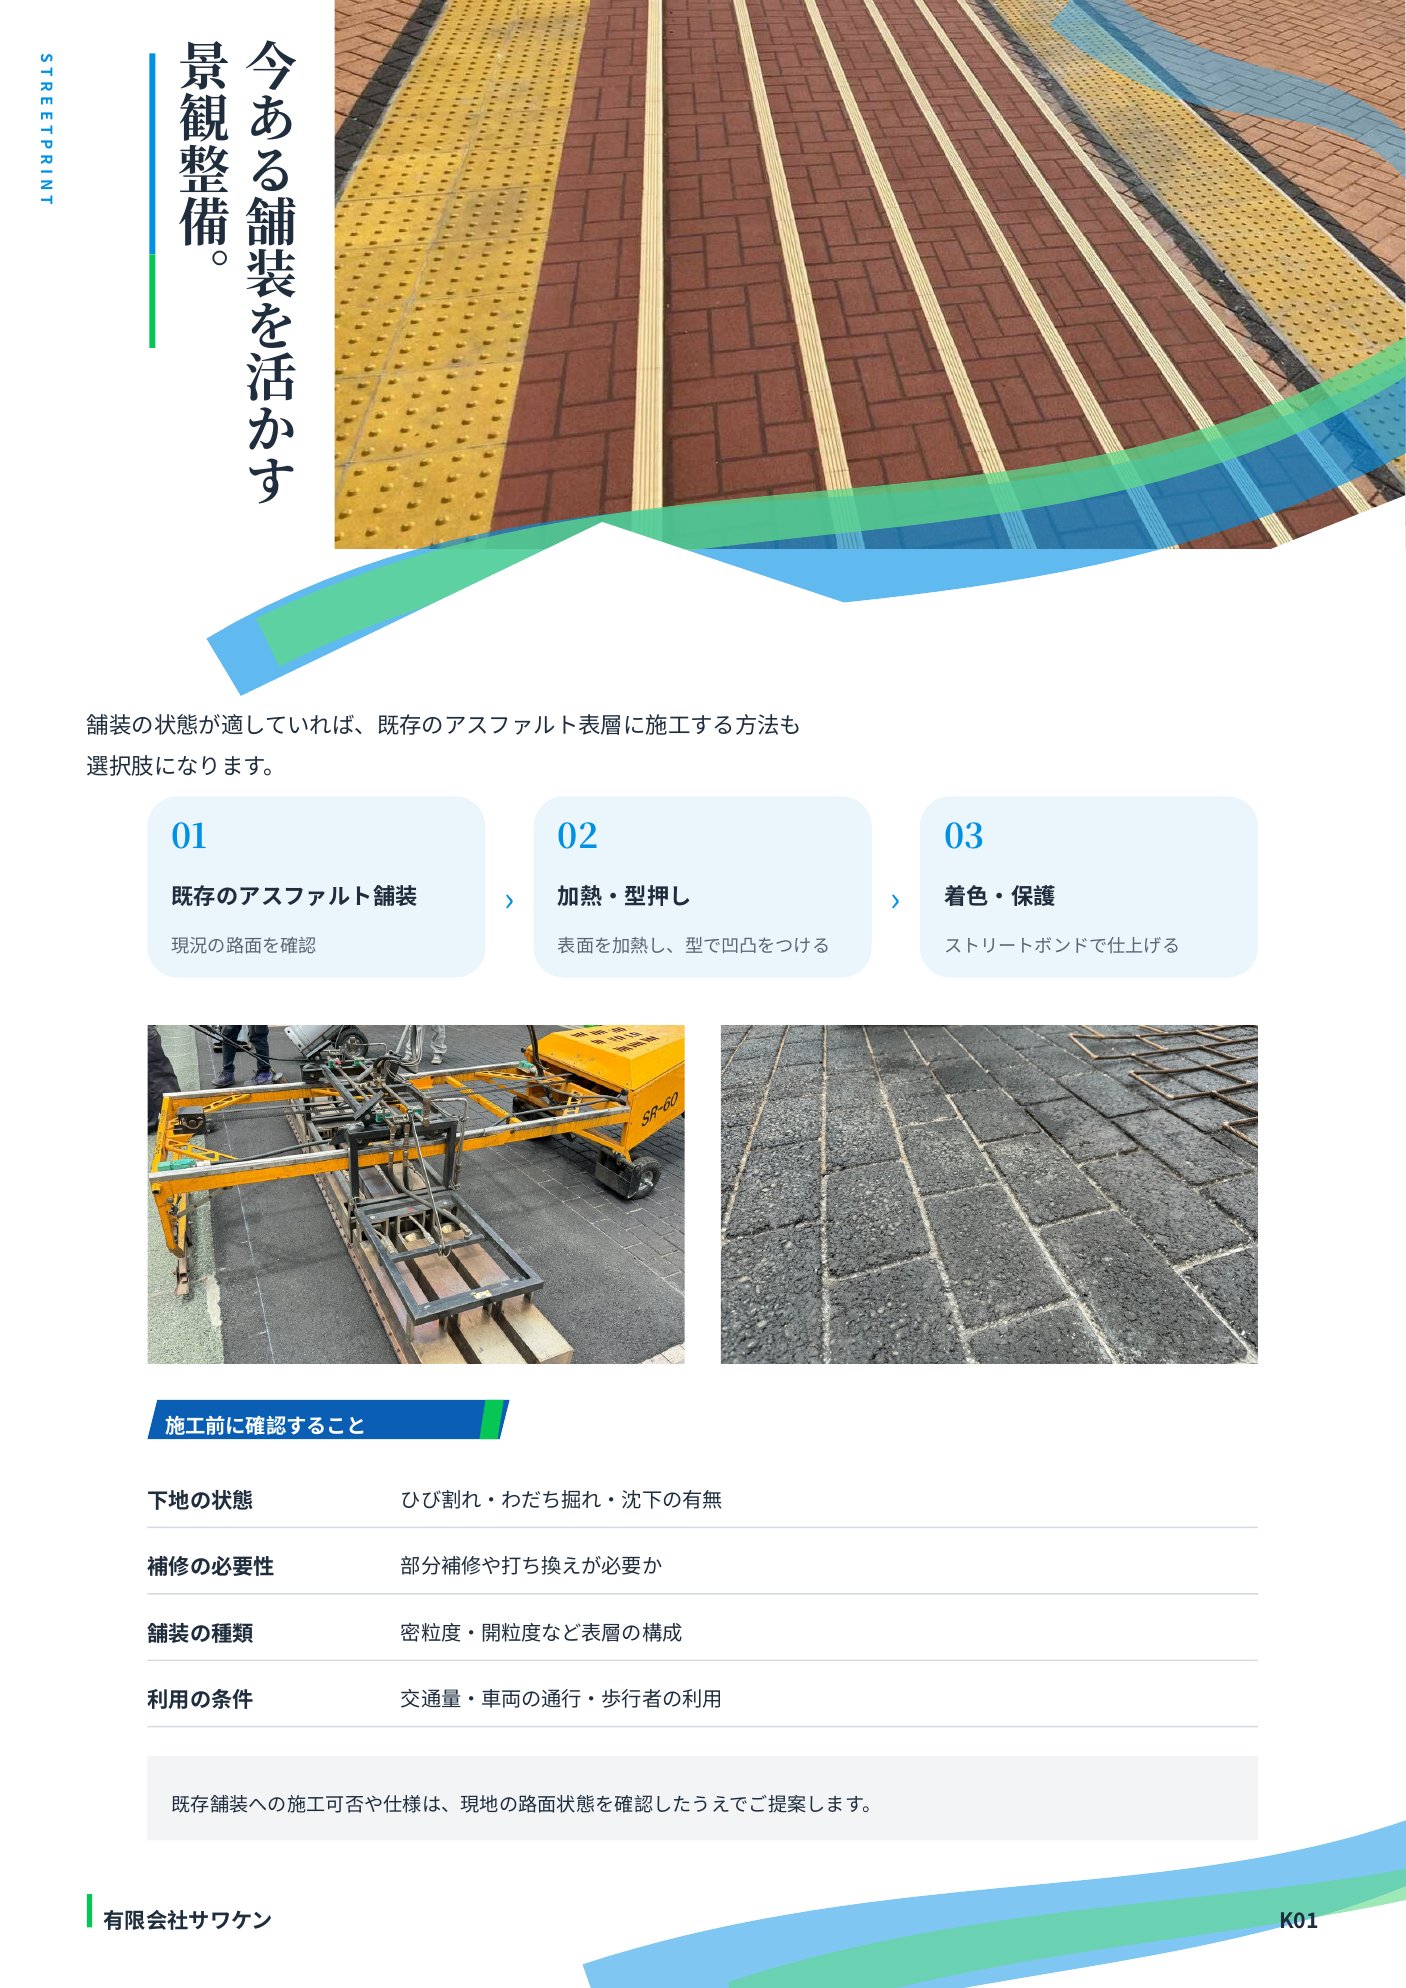 STREETPRINT
今ある舗装を活かす
景観整備。
舗装の状態が適していれば、既存のアスファルト表層に施工する方法も
選択肢になります。
01
既存のアスファルト舗装
現況の路面を確認
›
02
加熱・型押し
表面を加熱し、型で凹凸をつける
›
03
着色・保護
ストリートボンドで仕上げる
SR-60
施工前に確認すること
下地の状態 ひび割れ・わだち掘れ・沈下の有無
補修の必要性 部分補修や打ち換えが必要か
舗装の種類 密粒度・開粒度など表層の構成
利用の条件 交通量・車両の通行・歩行者の利用
既存舗装への施工可否や仕様は、現地の路面状態を確認したうえでご提案します。
有限会社サワケン
K01